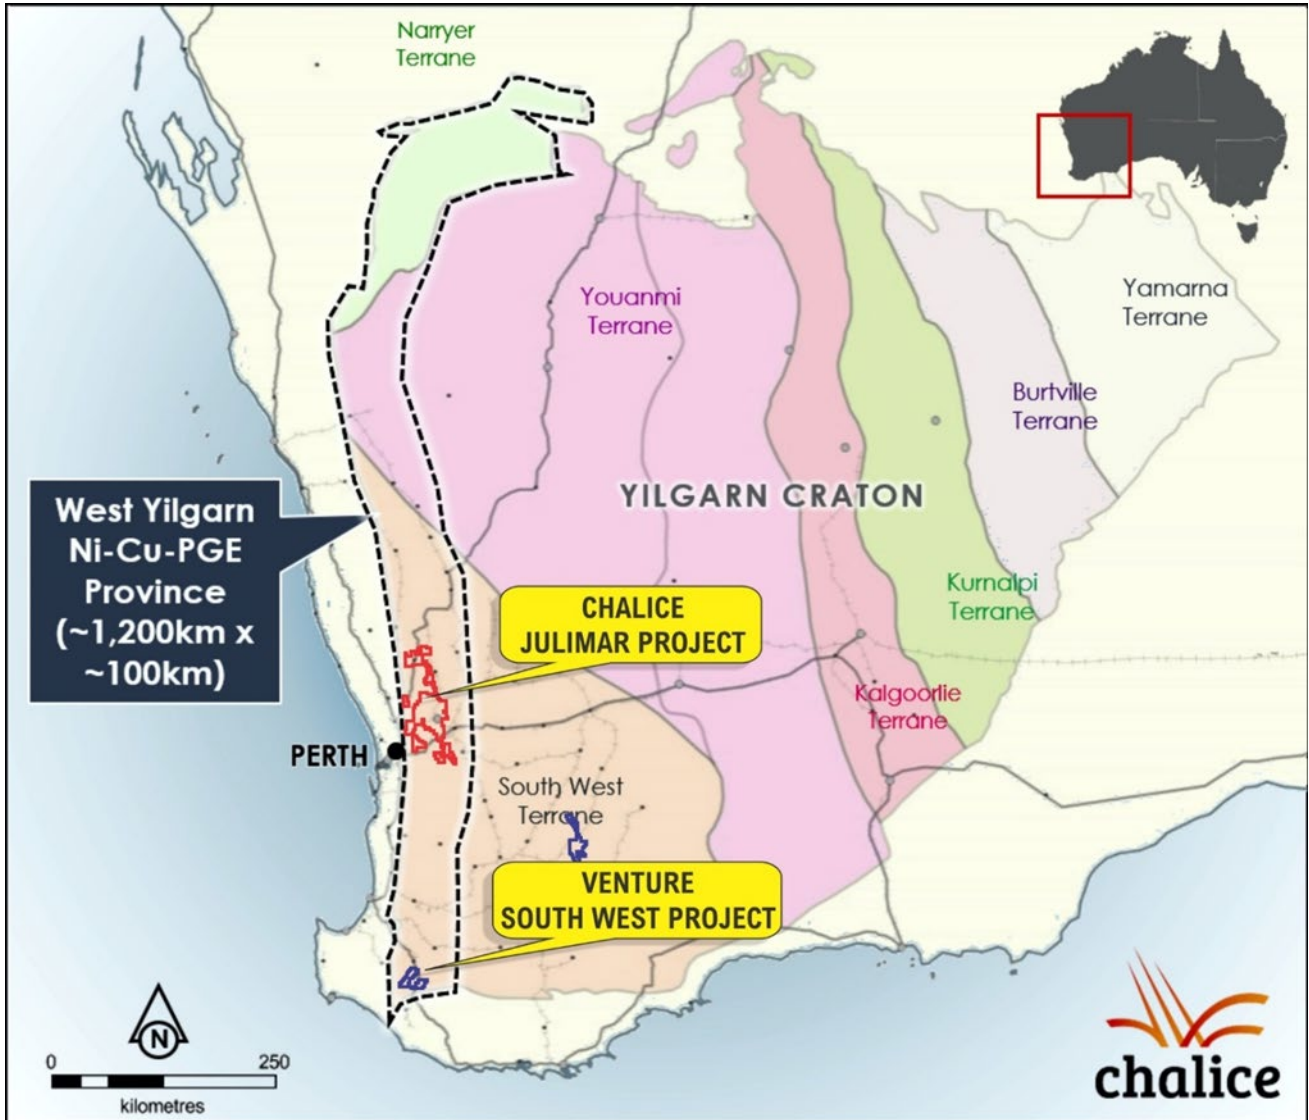 Narryer
Terrane
Youanmi
Terrane
Yamarna
Terrane
Burtville
Terrane
YILGARN CRATON
West Yilgarn
Ni-Cu-PGE
Province
(~1,200km x
~100km)
Kurnalpi
Terrane
CHALICE
JULIMAR PROJECT
Kalgoorlie
Terrane
PERTH
South West
Terrane
VENTURE
SOUTH WEST PROJECT
N
0 250
kilometres
chalice